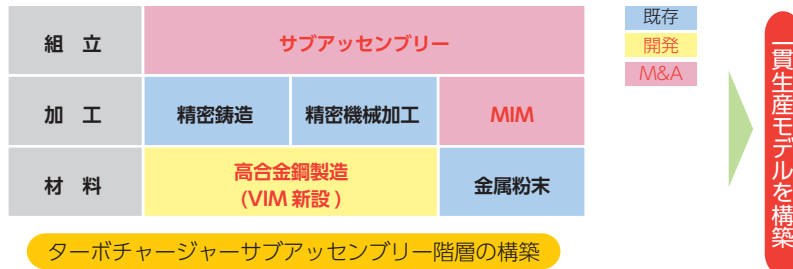 組 立
サブアッセンブリー
加 工
精密鋳造
精密機械加工
MIM
材 料
高合金鋼製造
(VIM 新設 )
金属粉末
ターボチャージャーサブアッセンブリー階層の構築
既存
開発
M&A
一貫生産モデルを構築